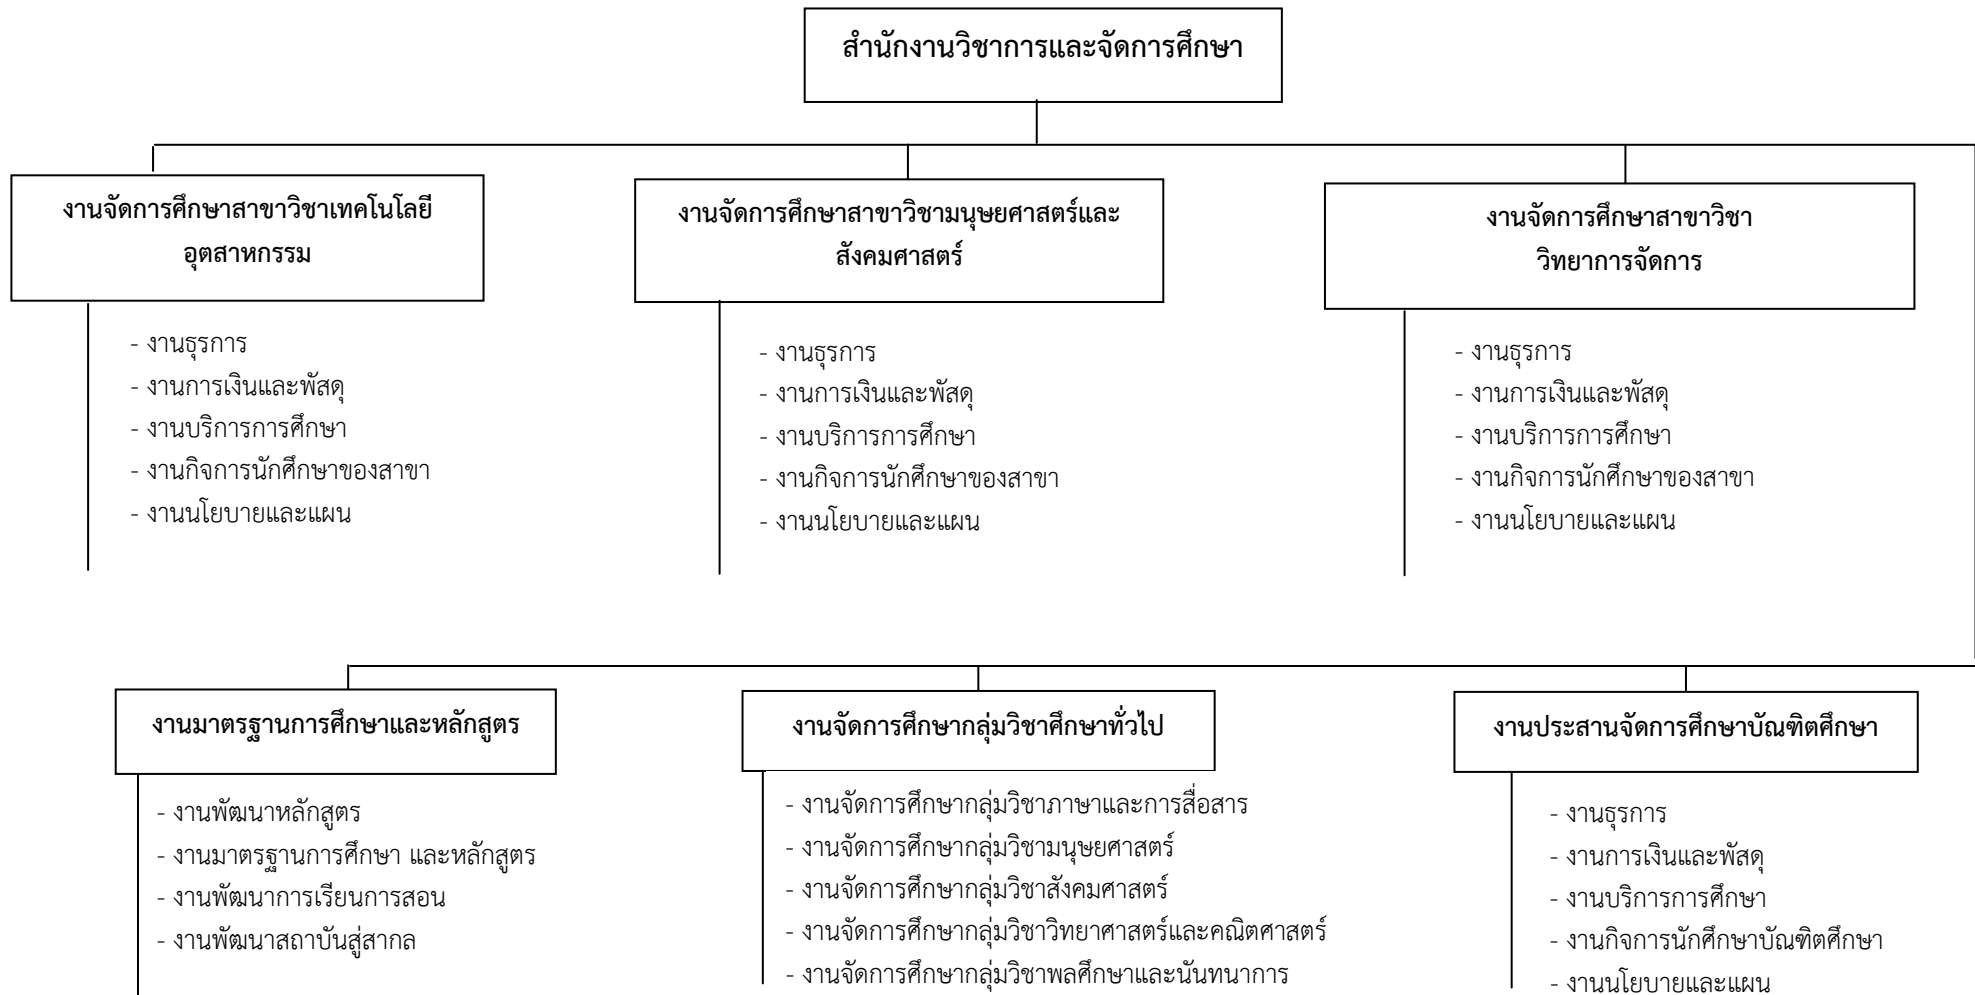 สำนักงานวิชาการและจัดการศึกษา
งานจัดการศึกษาสาขาวิชาเทคโนโลยี
อุตสาหกรรม
- งานธุรการ
- งานการเงินและพัสดุ
- งานบริการการศึกษา
- งานกิจการนักศึกษาของสาขา
- งานนโยบายและแผน
งานจัดการศึกษาสาขาวิชามนุษยศาสตร์และ
สังคมศาสตร์
- งานธุรการ
- งานการเงินและพัสดุ
- งานบริการการศึกษา
- งานกิจการนักศึกษาของสาขา
- งานนโยบายและแผน
งานจัดการศึกษาสาขาวิชา
วิทยาการจัดการ
- งานธุรการ
- งานการเงินและพัสดุ
- งานบริการการศึกษา
- งานกิจการนักศึกษาของสาขา
- งานนโยบายและแผน
งานมาตรฐานการศึกษาและหลักสูตร
- งานพัฒนาหลักสูตร
- งานมาตรฐานการศึกษา และหลักสูตร
- งานพัฒนาการเรียนการสอน
- งานพัฒนาสถาบันสู่สากล
งานจัดการศึกษากลุ่มวิชาศึกษาทั่วไป
- งานจัดการศึกษากลุ่มวิชาภาษาและการสื่อสาร
- งานจัดการศึกษากลุ่มวิชามนุษยศาสตร์
- งานจัดการศึกษากลุ่มวิชาสังคมศาสตร์
- งานจัดการศึกษากลุ่มวิชาวิทยาศาสตร์และคณิตศาสตร์
- งานจัดการศึกษากลุ่มวิชาพลศึกษาและนันทนาการ
งานประสานจัดการศึกษาบัณฑิตศึกษา
- งานธุรการ
- งานการเงินและพัสดุ
- งานบริการการศึกษา
- งานกิจการนักศึกษาบัณฑิตศึกษา
- งานนโยบายและแผน